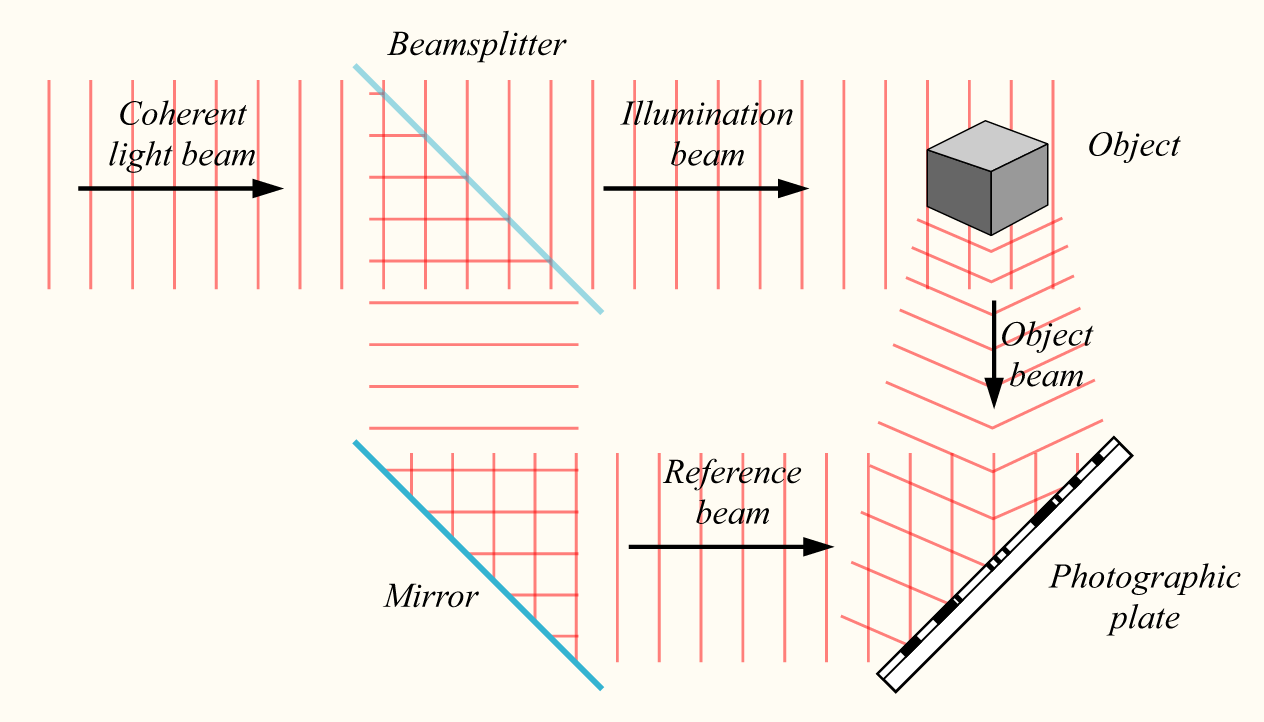 Beamsplitter
Coherent
light beam
Illumination
beam
Object
Object
beam
Reference
beam
Mirror
Photographic
plate